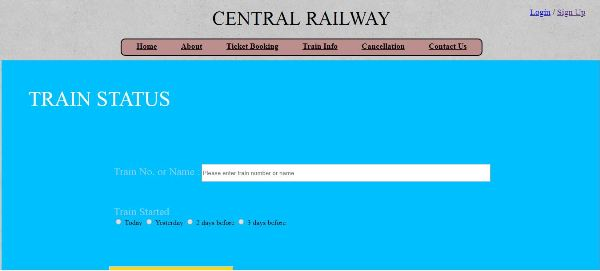 CENTRAL RAILWAY
Login / Sign Up
Home About Ticket Booking Train Info Cancellation Contact Us
TRAIN STATUS
Train No. or Name : Please enter train number or name
Train Started
Today Yesterday 2 days before 3 days before